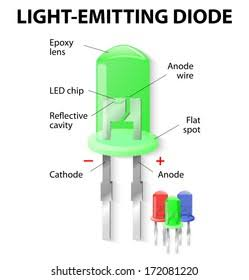 LIGHT-EMITTING DIODE
Epoxy
lens
Anode
wire
LED chip
Reflective
cavity
Flat
spot
− +
Cathode
Anode
shutterstock.com · 172081220